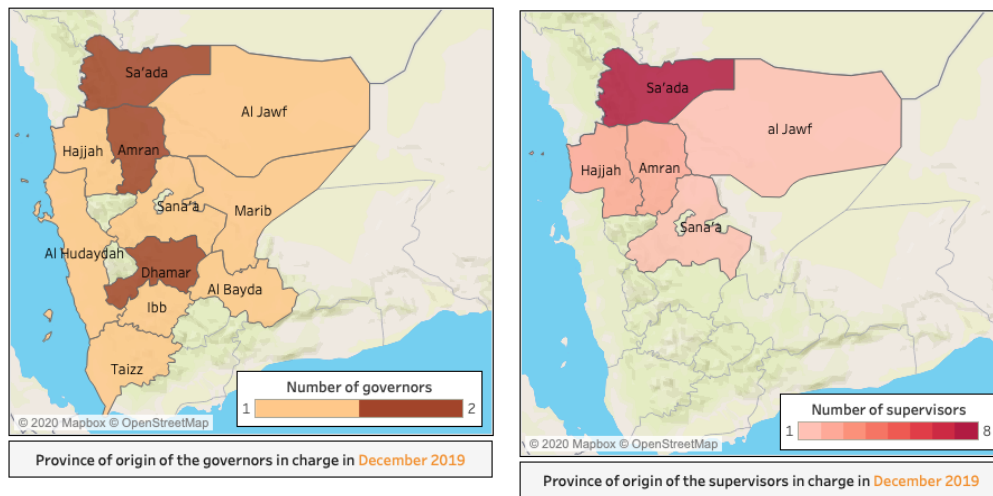 Sa'ada
Al Jawf
Hajjah
Amran
Sana'a
Marib
Al Hudaydah
Dhamar
Al Bayda
Ibb
Taizz
Number of governors
1 2
© 2020 Mapbox © OpenStreetMap
Province of origin of the governors in charge in December 2019
Sa'ada
al Jawf
Hajjah
Amran
Sana'a
Number of supervisors
1 8
© 2020 Mapbox © OpenStreetMap
Province of origin of the supervisors in charge in December 2019